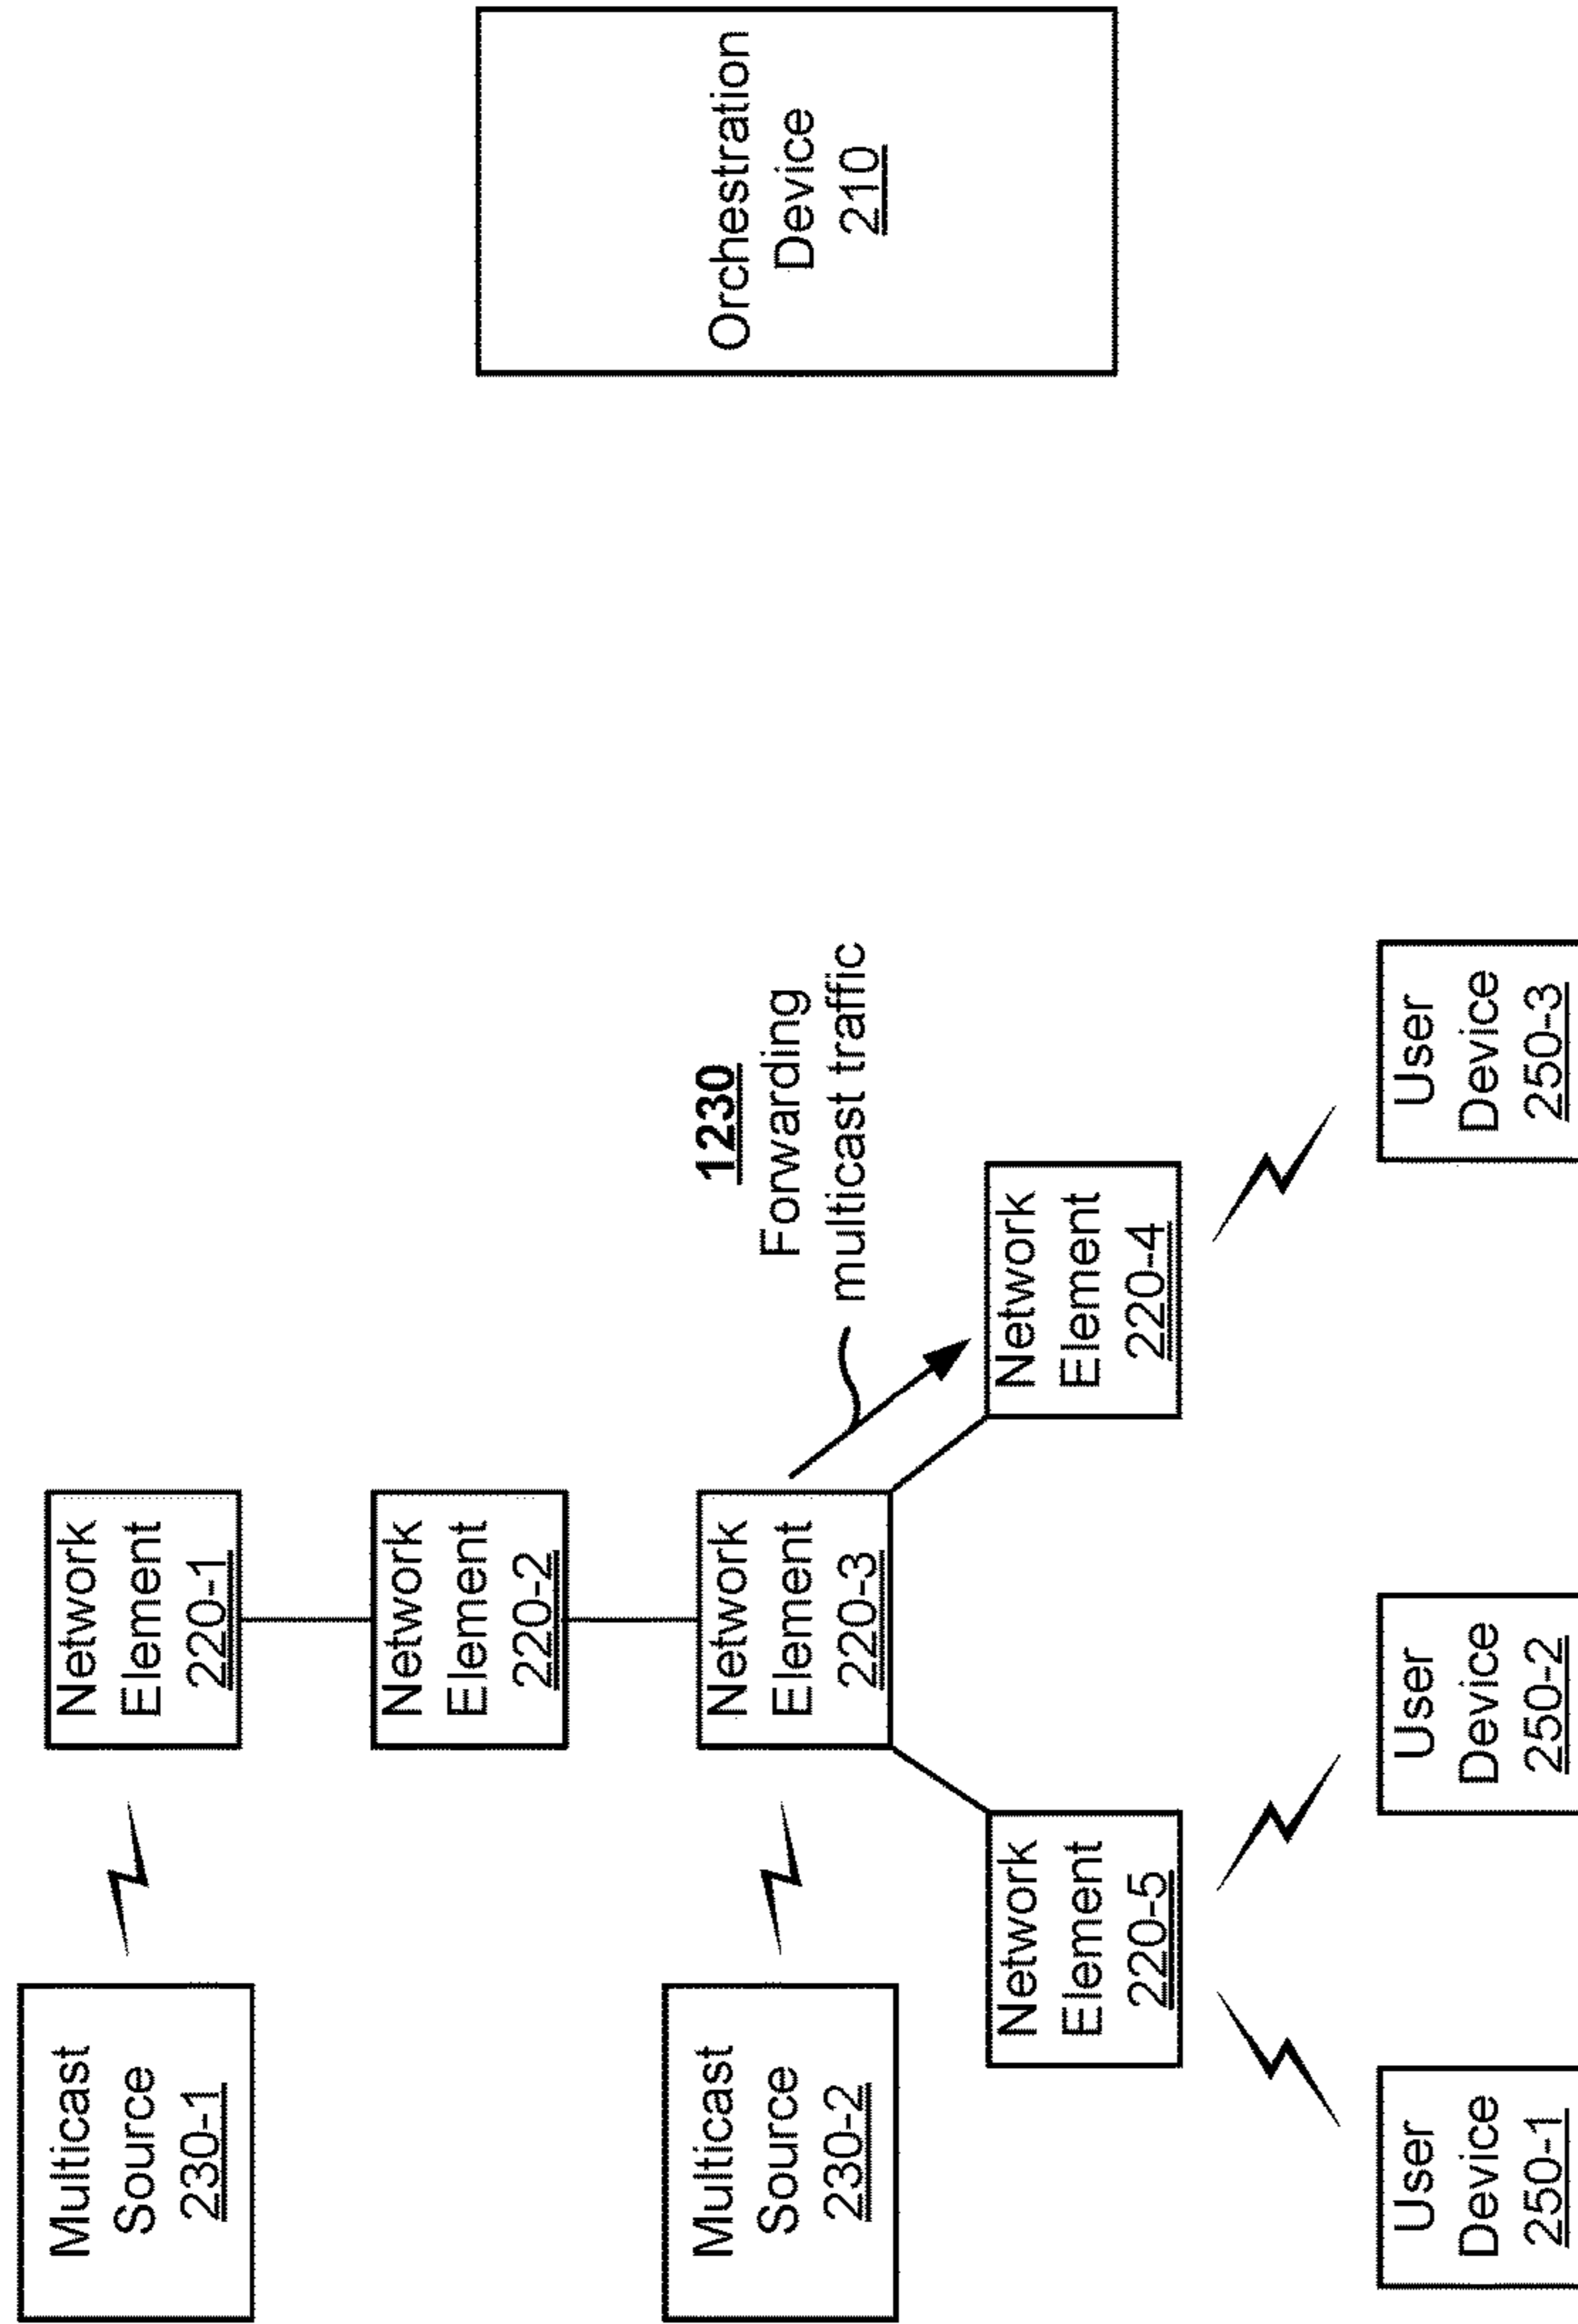 Multicast
Source
230-1
Network
Element
220-1
Network
Element
220-2
Orchestration
Device
210
Multicast
Source
230-2
Network
Element
220-3
1230
Forwarding
multicast traffic
Network
Element
220-5
Network
Element
220-4
User
Device
250-1
User
Device
250-2
User
Device
250-3